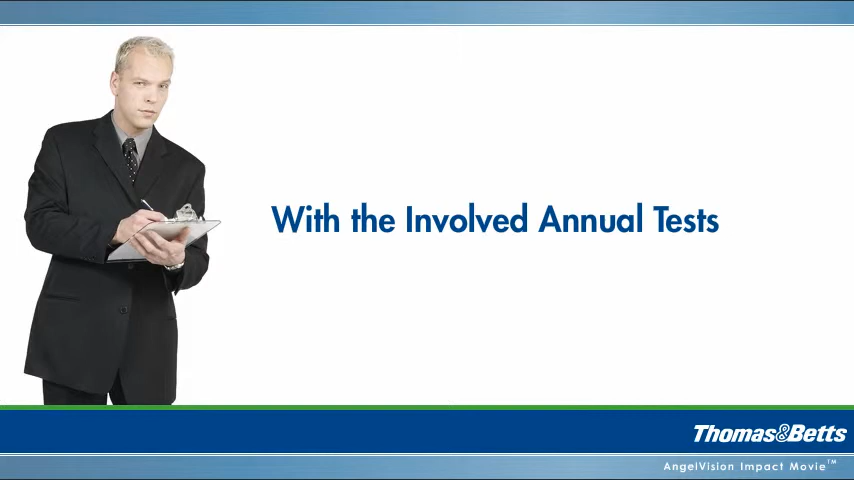 With the Involved Annual Tests
Thomas&Betts
AngelVision Impact Movie™